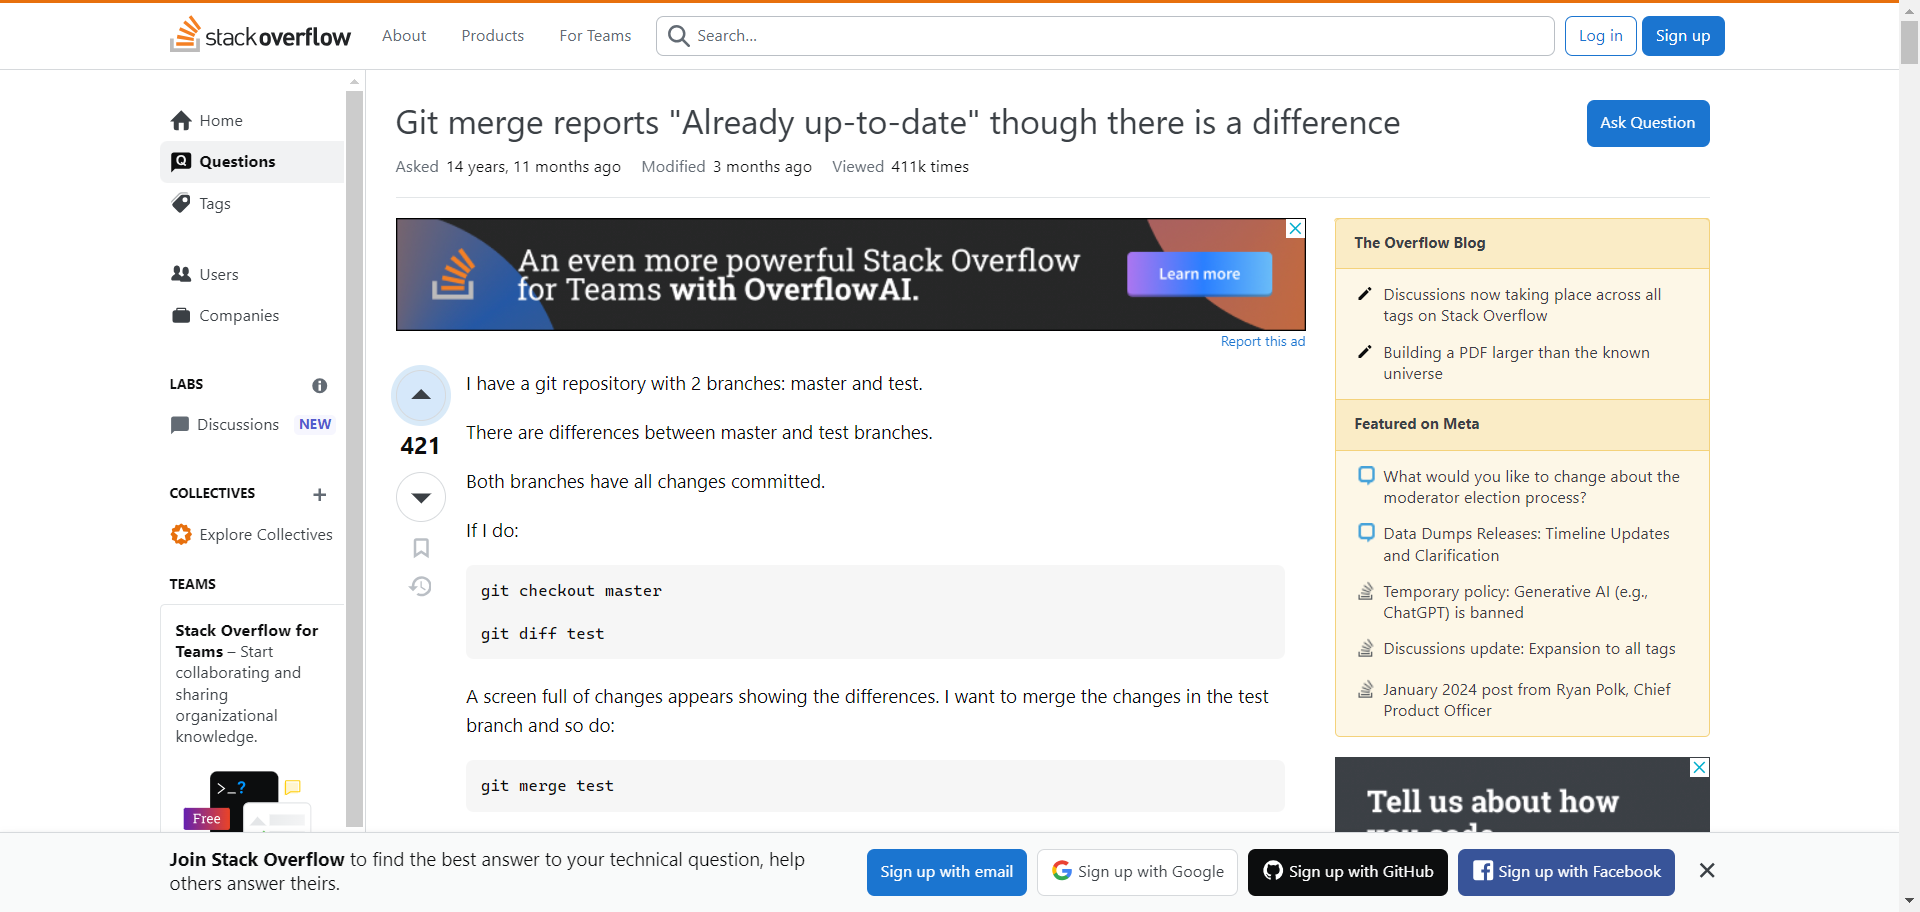 stack overflow
About
Products
For Teams
Search...
Log in
Sign up
Home
Questions
Tags
Users
Companies
LABS
Discussions NEW
COLLECTIVES
Explore Collectives
TEAMS
Stack Overflow for
Teams – Start
collaborating and
sharing
organizational
knowledge.
>_?
Free
Git merge reports "Already up-to-date" though there is a difference
Ask Question
Asked 14 years, 11 months ago Modified 3 months ago Viewed 411k times
An even more powerful Stack Overflow
for Teams with OverflowAI.
Learn more
Report this ad
421
I have a git repository with 2 branches: master and test.
There are differences between master and test branches.
Both branches have all changes committed.
If I do:
git checkout master
git diff test
A screen full of changes appears showing the differences. I want to merge the changes in the test
branch and so do:
git merge test
The Overflow Blog
Discussions now taking place across all
tags on Stack Overflow
Building a PDF larger than the known
universe
Featured on Meta
What would you like to change about the
moderator election process?
Data Dumps Releases: Timeline Updates
and Clarification
Temporary policy: Generative AI (e.g.,
ChatGPT) is banned
Discussions update: Expansion to all tags
January 2024 post from Ryan Polk, Chief
Product Officer
Tell us about how
you code
Join Stack Overflow to find the best answer to your technical question, help
others answer theirs.
Sign up with email
Sign up with Google
Sign up with GitHub
Sign up with Facebook